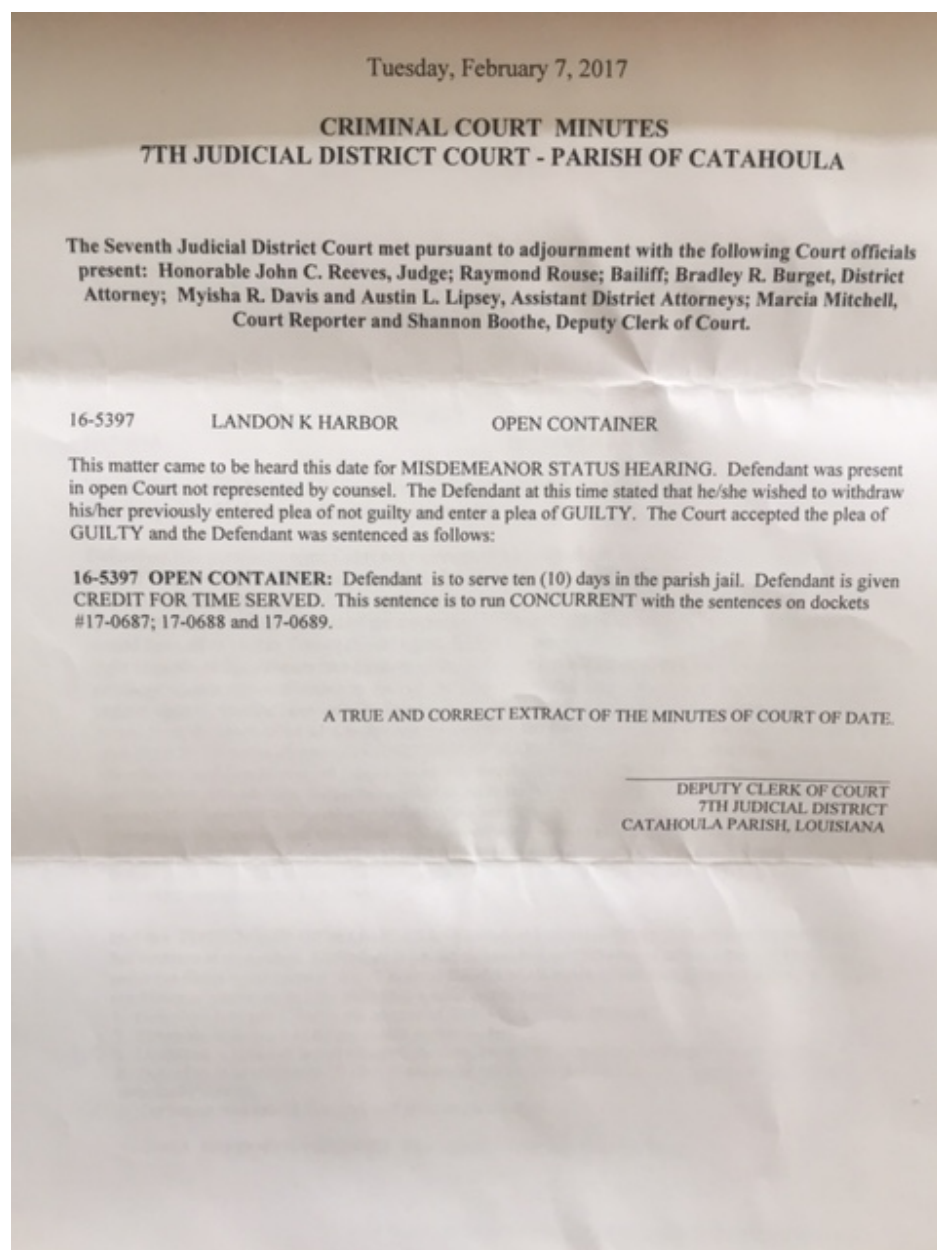 Tuesday, February 7, 2017
CRIMINAL COURT MINUTES
7TH JUDICIAL DISTRICT COURT - PARISH OF CATAHOULA
The Seventh Judicial District Court met pursuant to adjournment with the following Court officials
present: Honorable John C. Reeves, Judge; Raymond Rouse; Bailiff; Bradley R. Burget, District
Attorney; Myisha R. Davis and Austin L. Lipsey, Assistant District Attorneys; Marcia Mitchell,
Court Reporter and Shannon Boothe, Deputy Clerk of Court.
16-5397 LANDON K HARBOR OPEN CONTAINER
This matter came to be heard this date for MISDEMEANOR STATUS HEARING. Defendant was present
in open Court not represented by counsel. The Defendant at this time stated that he/she wished to withdraw
his/her previously entered plea of not guilty and enter a plea of GUILTY. The Court accepted the plea of
GUILTY and the Defendant was sentenced as follows:
16-5397 OPEN CONTAINER: Defendant is to serve ten (10) days in the parish jail. Defendant is given
CREDIT FOR TIME SERVED. This sentence is to run CONCURRENT with the sentences on dockets
#17-0687; 17-0688 and 17-0689.
A TRUE AND CORRECT EXTRACT OF THE MINUTES OF COURT OF DATE.
DEPUTY CLERK OF COURT
7TH JUDICIAL DISTRICT
CATAHOULA PARISH, LOUISIANA